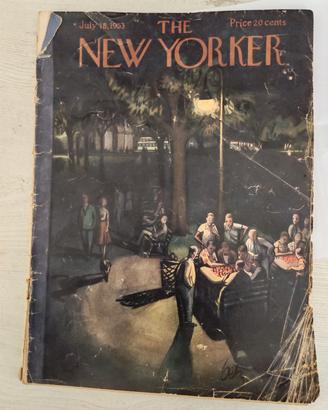 July 18, 1953
THE
Price 20 cents
NEW YORKER